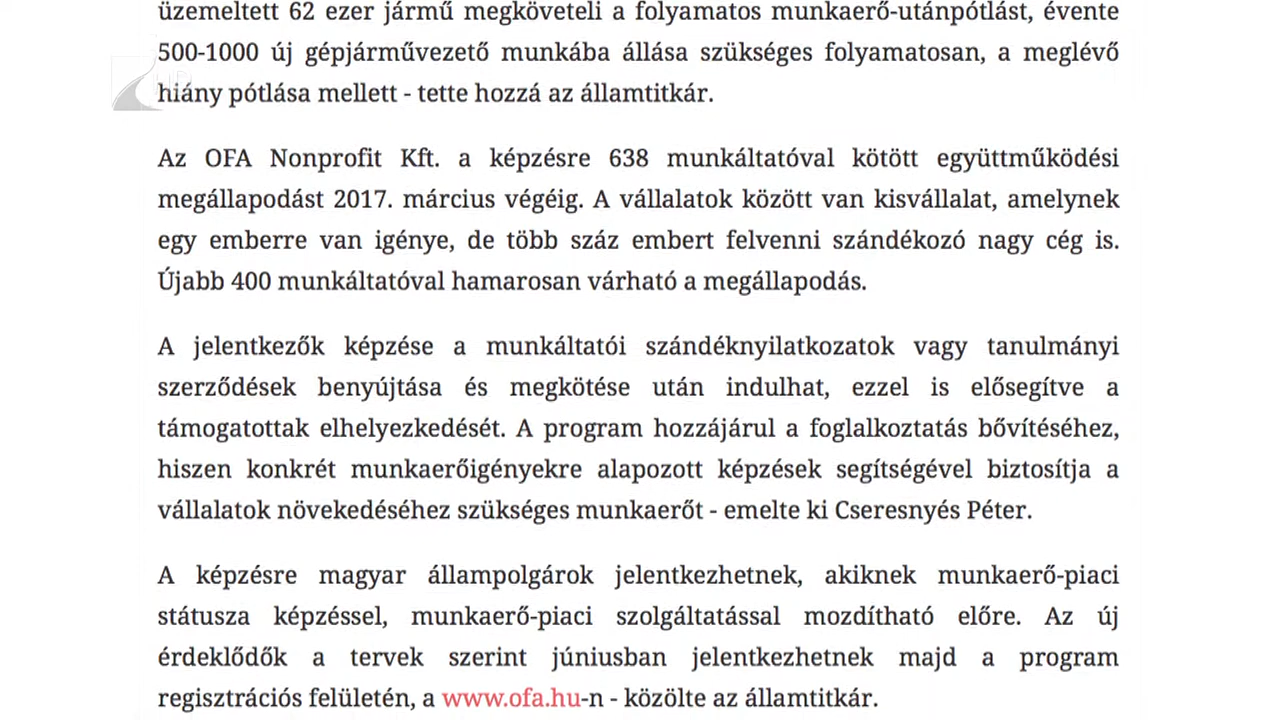 üzemeltett 62 ezer jármű megköveteli a folyamatos munkaerő-utánpótlást, évente
500-1000 új gépjárművezető munkába állása szükséges folyamatosan, a meglévő
HD
hiány pótlása mellett - tette hozzá az államtitkár.
Az OFA Nonprofit Kft. a képzésre 638 munkáltatóval kötött együttműködési
megállapodást 2017. március végéig. A vállalatok között van kisvállalat, amelynek
egy emberre van igénye, de több száz embert felvenni szándékozó nagy cég is.
Újabb 400 munkáltatóval hamarosan várható a megállapodás.
A jelentkezők képzése a munkáltatói szándéknyilatkozatok vagy tanulmányi
szerződések benyújtása és megkötése után indulhat, ezzel is elősegítve a
támogatottak elhelyezkedését. A program hozzájárul a foglalkoztatás bővítéséhez,
hiszen konkrét munkaerőigényekre alapozott képzések segítségével biztosítja a
vállalatok növekedéséhez szükséges munkaerőt - emelte ki Cseresnyés Péter.
A képzésre magyar állampolgárok jelentkezhetnek, akiknek munkaerő-piaci
státusza képzéssel, munkaerő-piaci szolgáltatással mozdítható előre. Az új
érdeklődők a tervek szerint júniusban jelentkezhetnek majd a program
regisztrációs felületén, a www.ofa.hu-n - közölte az államtitkár.